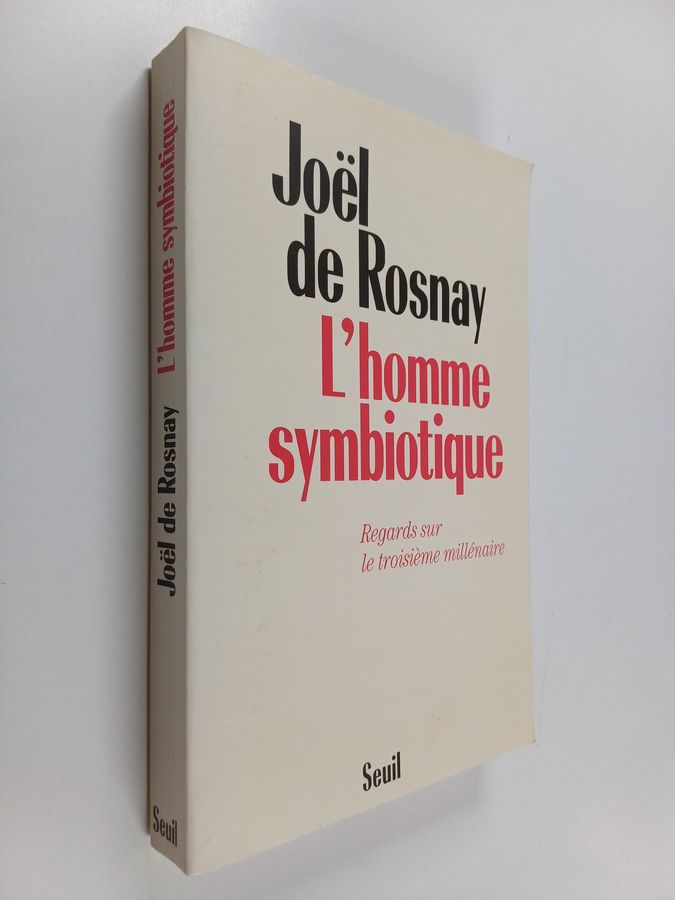 Joël
de Rosnay
L'homme
symbiotique
Regards sur
le troisième millénaire
Seuil
Joël de Rosnay L'homme symbiotique
Seuil